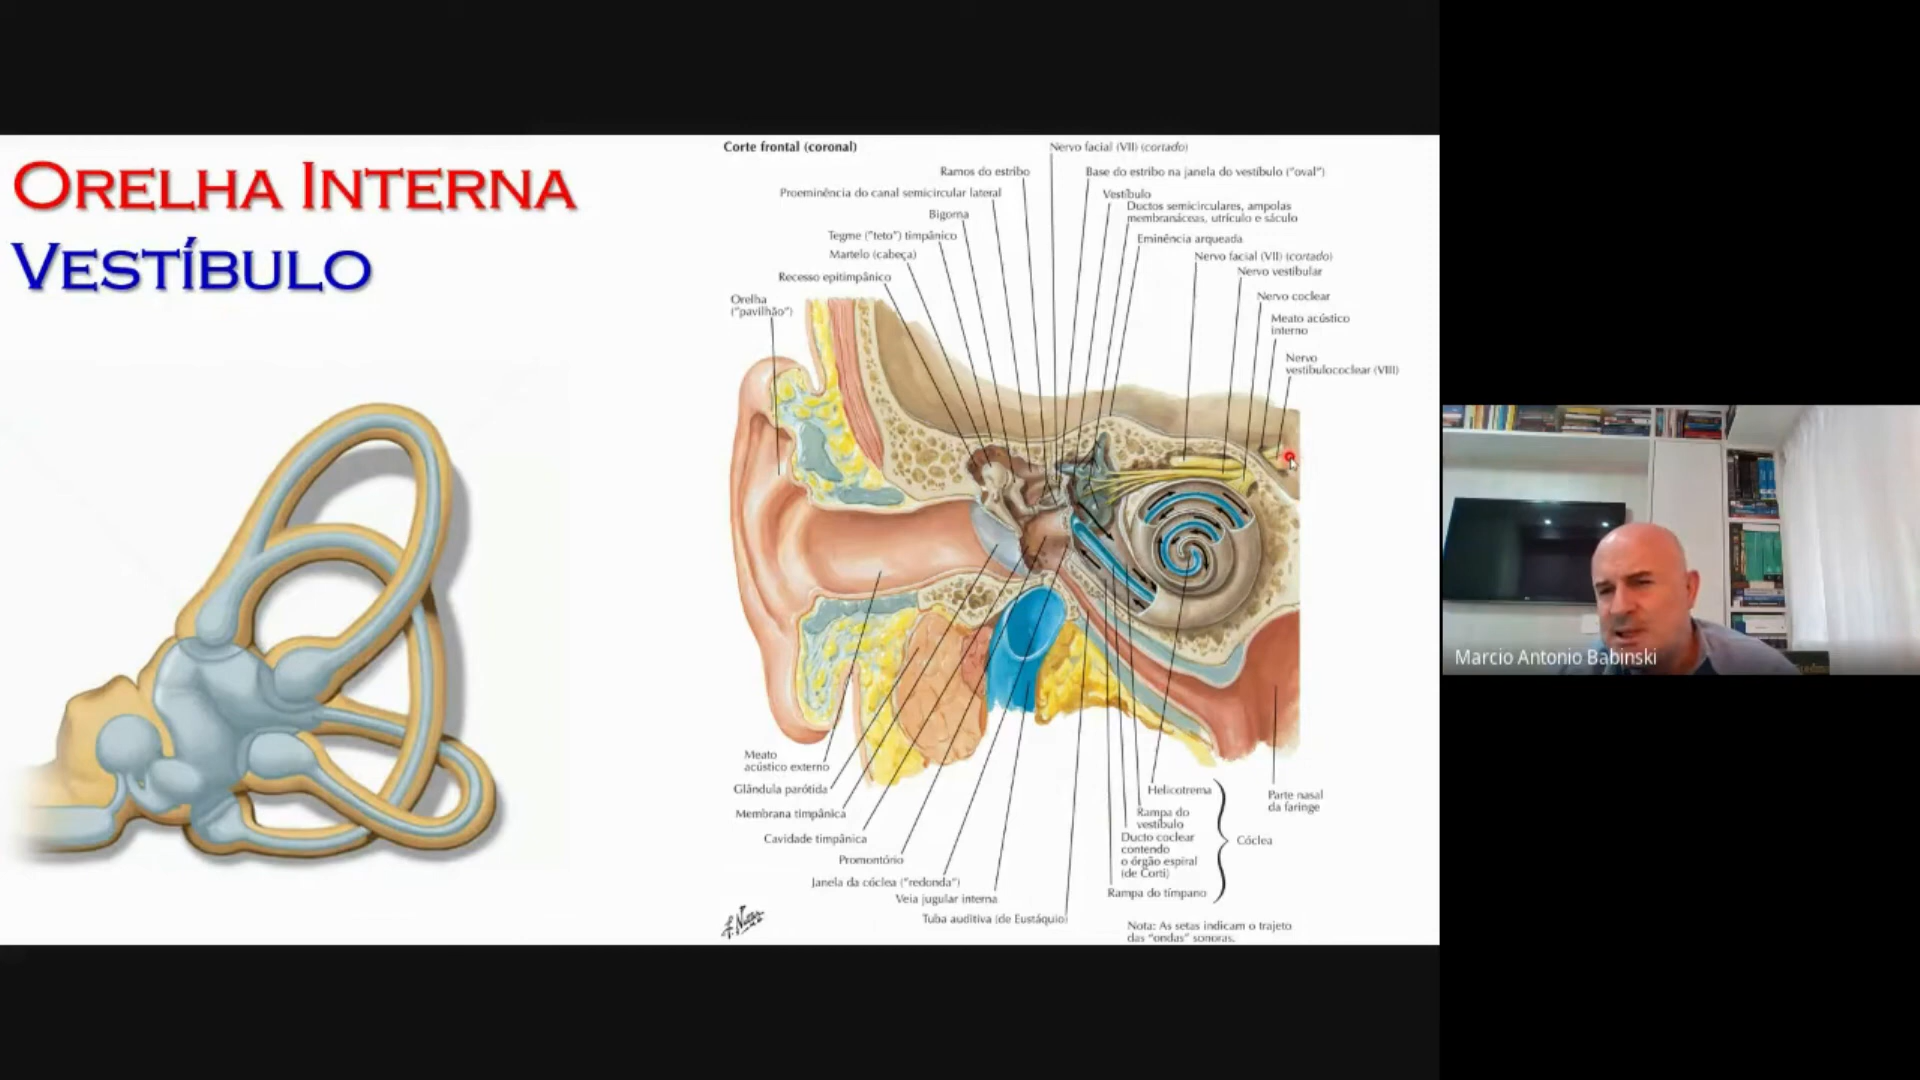 ORELHA INTERNA
VESTÍBULO
Corte frontal (coronal)
Nervo facial (VII) (cortado)
Ramos do estribo
Base do estribo na janela do vestíbulo ("oval")
Proeminência do canal semicircular lateral
Vestíbulo
Ductos semicirculares, ampolas
membranáceas, utrículo e sáculo
Bigorna
Tegme ("teto") timpânico
Eminência arqueada
Martelo (cabeça)
Nervo facial (VII) (cortado)
Recesso epitimpânico
Nervo vestibular
Orelha
("pavilhão")
Nervo coclear
Meato acústico
interno
Nervo
vestibulococlear (VIII)
Meato
acústico externo
Glândula parótida
Membrana timpânica
Cavidade timpânica
Promontório
Janela da cóclea ("redonda")
Veia jugular interna
Tuba auditiva (de Eustáquio)
Helicotrema
Rampa do
vestíbulo
Ducto coclear
contendo
o órgão espiral
(de Corti)
Rampa do tímpano
Cóclea
Parte nasal
da faringe
Nota: As setas indicam o trajeto
das "ondas" sonoras.
F. Netter
Marcio Antonio Babinski